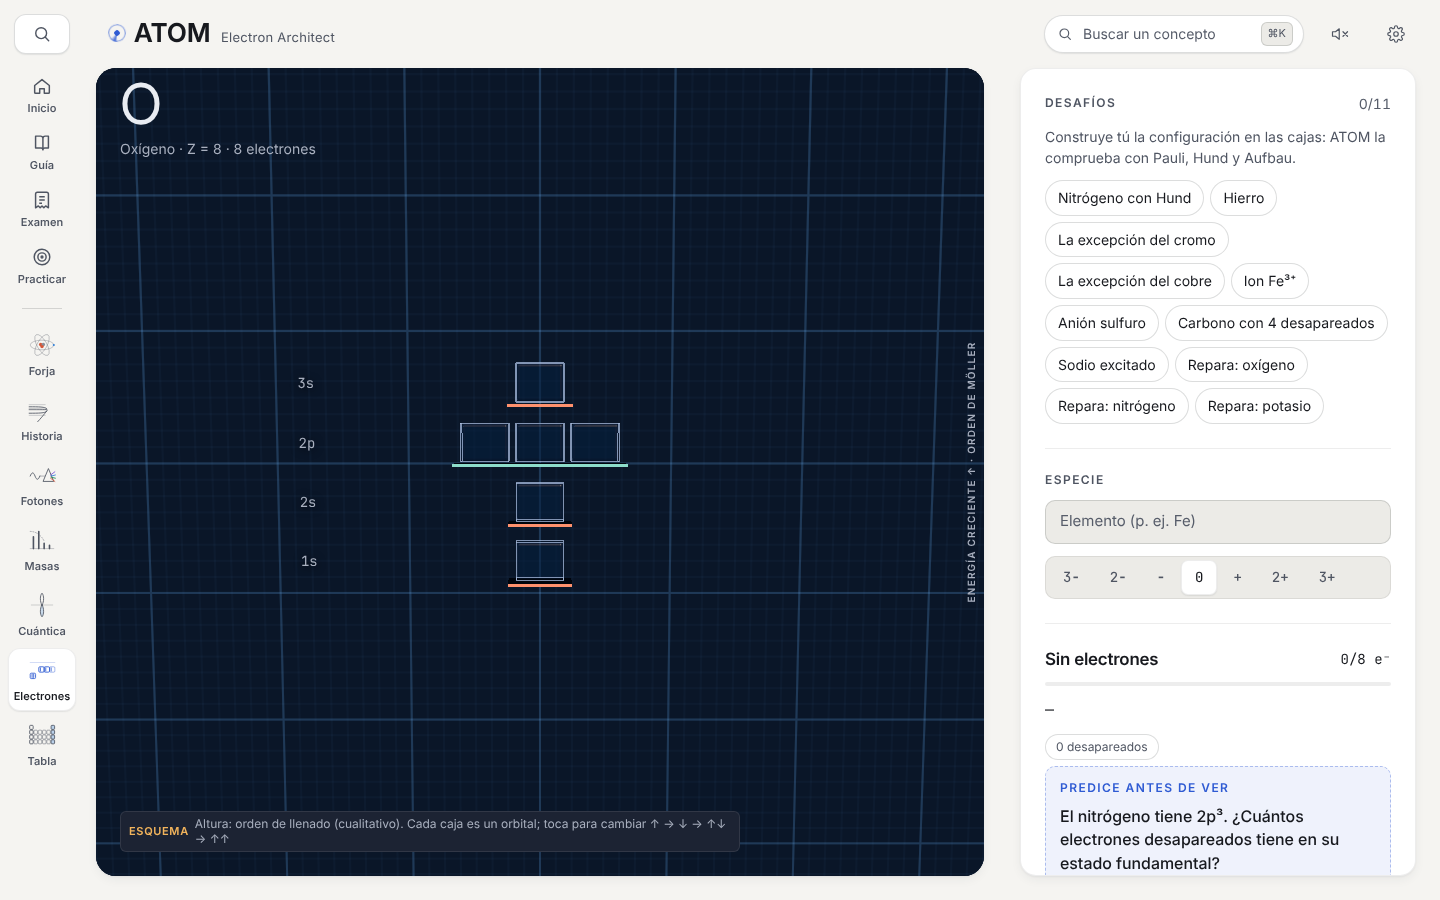 ATOM Electron Architect
Buscar un concepto ⌘K
Inicio
Guía
Examen
Practicar
Forja
Historia
Fotones
Masas
Cuántica
Electrones
Tabla
O
Oxígeno · Z = 8 · 8 electrones
3s
2p
2s
1s
ENERGÍA CRECIENTE ↑ · ORDEN DE MÖLLER
ESQUEMA
Altura: orden de llenado (cualitativo). Cada caja es un orbital; toca para cambiar ↑ → ↓ → ↑↓
→ ↑↑
DESAFÍOS 0/11
Construye tú la configuración en las cajas: ATOM la
comprueba con Pauli, Hund y Aufbau.
Nitrógeno con Hund Hierro
La excepción del cromo
La excepción del cobre Ion Fe³⁺
Anión sulfuro Carbono con 4 desapareados
Sodio excitado Repara: oxígeno
Repara: nitrógeno Repara: potasio
ESPECIE
Elemento (p. ej. Fe)
3- 2- - 0 + 2+ 3+
Sin electrones 0/8 e⁻
—
0 desapareados
PREDICE ANTES DE VER
El nitrógeno tiene 2p³. ¿Cuántos
electrones desapareados tiene en su
estado fundamental?